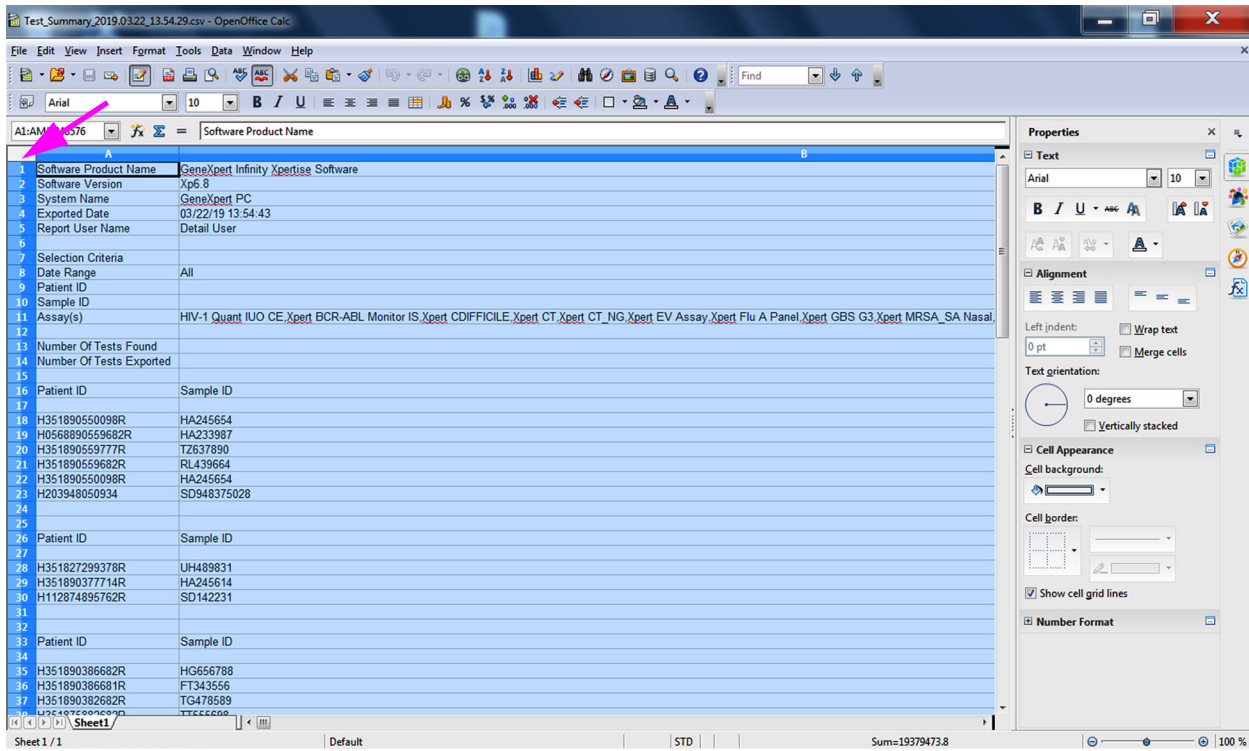 Test_Summary_2019.03.22_13.54.29.csv - OpenOffice Calc
File Edit View Insert Format Tools Data Window Help
Find
Arial 10 B I U
Software Product Name
A B
1 Software Product Name GeneXpert Infinity Xpertise Software
2 Software Version Xp6.8
3 System Name GeneXpert PC
4 Exported Date 03/22/19 13:54:43
5 Report User Name Detail User
6
7 Selection Criteria
8 Date Range All
9 Patient ID
10 Sample ID
11 Assay(s) HIV-1 Quant IUO CE,Xpert BCR-ABL Monitor IS,Xpert CDIFFICILE,Xpert CT,Xpert CT_NG,Xpert EV Assay,Xpert Flu A Panel,Xpert GBS G3,Xpert MRSA_SA Nasal,
12
13 Number Of Tests Found
14 Number Of Tests Exported
15
16 Patient ID Sample ID
17
18 H351890550098R HA245654
19 H0568890559682R HA233987
20 H351890559777R TZ637890
21 H351890559682R RL439664
22 H351890550098R HA245654
23 H203948050934 SD948375028
24
25
26 Patient ID Sample ID
27
28 H351827299378R UH489831
29 H351890377714R HA245614
30 H112874895762R SD142231
31
32
33 Patient ID Sample ID
34
35 H351890386682R HG656788
36 H351890386681R FT343556
37 H351890382682R TG478589
Sheet1
Sheet 1 / 1 Default STD Sum=19379473.8 100 %
Properties
Text
Arial 10
B I U ABC
Alignment
Left indent: Wrap text
0 pt Merge cells
Text orientation:
0 degrees
Vertically stacked
Cell Appearance
Cell background:
Cell border:
Show cell grid lines
Number Format